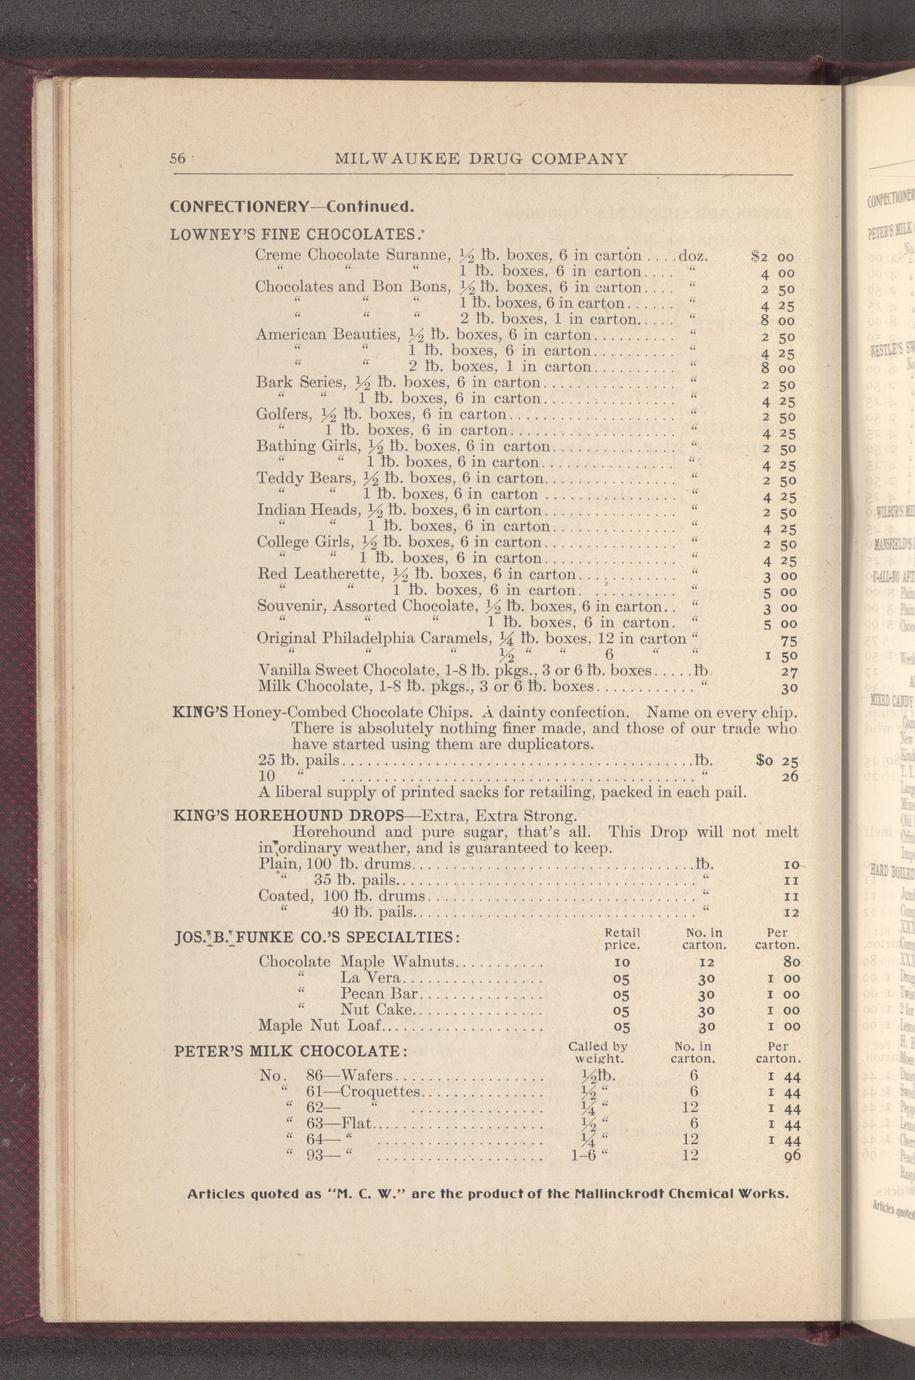 56 MILWAUKEE DRUG COMPANY
CONFECTIONERY—Continued.
LOWNEY'S FINE CHOCOLATES.
Creme Chocolate Suranne, ½ lb. boxes, 6 in carton....doz. $2 00
" " " 1 lb. boxes, 6 in carton.... " 4 00
Chocolates and Bon Bons, ½ lb. boxes, 6 in carton.... " 2 50
" " " 1 lb. boxes, 6 in carton...... " 4 25
" " " 2 lb. boxes, 1 in carton..... " 8 00
American Beauties, ½ lb. boxes, 6 in carton.......... " 2 50
" " 1 lb. boxes, 6 in carton.......... " 4 25
" " 2 lb. boxes, 1 in carton.......... " 8 00
Bark Series, ½ lb. boxes, 6 in carton................ " 2 50
" " 1 lb. boxes, 6 in carton................ " 4 25
Golfers, ½ lb. boxes, 6 in carton.................... " 2 50
" 1 lb. boxes, 6 in carton.................... " 4 25
Bathing Girls, ½ lb. boxes, 6 in carton............... " 2 50
" " 1 lb. boxes, 6 in carton................ " 4 25
Teddy Bears, ½ lb. boxes, 6 in carton................ " 2 50
" " 1 lb. boxes, 6 in carton ................ " 4 25
Indian Heads, ½ lb. boxes, 6 in carton................ " 2 50
" " 1 lb. boxes, 6 in carton............... " 4 25
College Girls, ½ lb. boxes, 6 in carton................ " 2 50
" " 1 lb. boxes, 6 in carton................ " 4 25
Red Leatherette, ½ lb. boxes, 6 in carton............ " 3 00
" " 1 lb. boxes, 6 in carton. .......... " 5 00
Souvenir, Assorted Chocolate, ½ lb. boxes, 6 in carton.. " 3 00
" " " 1 lb. boxes, 6 in carton. " 5 00
Original Philadelphia Caramels, ¼ lb. boxes, 12 in carton " 75
" " " ½ " " 6 " " 1 50
Vanilla Sweet Chocolate, 1-8 lb. pkgs., 3 or 6 lb. boxes.....lb. 27
Milk Chocolate, 1-8 lb. pkgs., 3 or 6 lb. boxes............ " 30
KING'S Honey-Combed Chocolate Chips. A dainty confection. Name on every chip.
There is absolutely nothing finer made, and those of our trade who
have started using them are duplicators.
25 lb. pails...........................................lb. $0 25
10 " ........................................... " 26
A liberal supply of printed sacks for retailing, packed in each pail.
KING'S HOREHOUND DROPS—Extra, Extra Strong.
Horehound and pure sugar, that's all. This Drop will not melt
in ordinary weather, and is guaranteed to keep.
Plain, 100 lb. drums..................................lb. 10
" 35 lb. pails.................................... " 11
Coated, 100 lb. drums................................. " 11
" 40 lb. pails.................................. " 12
JOS. B. FUNKE CO.'S SPECIALTIES: Retail No. in Per
price. carton. carton.
Chocolate Maple Walnuts........... 10 12 80
" La Vera................. 05 30 1 00
" Pecan Bar............... 05 30 1 00
" Nut Cake................ 05 30 1 00
Maple Nut Loaf.................... 05 30 1 00
PETER'S MILK CHOCOLATE: Called by No. in Per
weight. carton. carton.
No. 86—Wafers.................. ½lb. 6 1 44
" 61—Croquettes.............. ½ " 6 1 44
" 62— " ................ ¼ " 12 1 44
" 63—Flat..................... ½ " 6 1 44
" 64— " .................... ¼ " 12 1 44
" 93— " .................... 1-6 " 12 96
Articles quoted as "M. C. W." are the product of the Mallinckrodt Chemical Works.